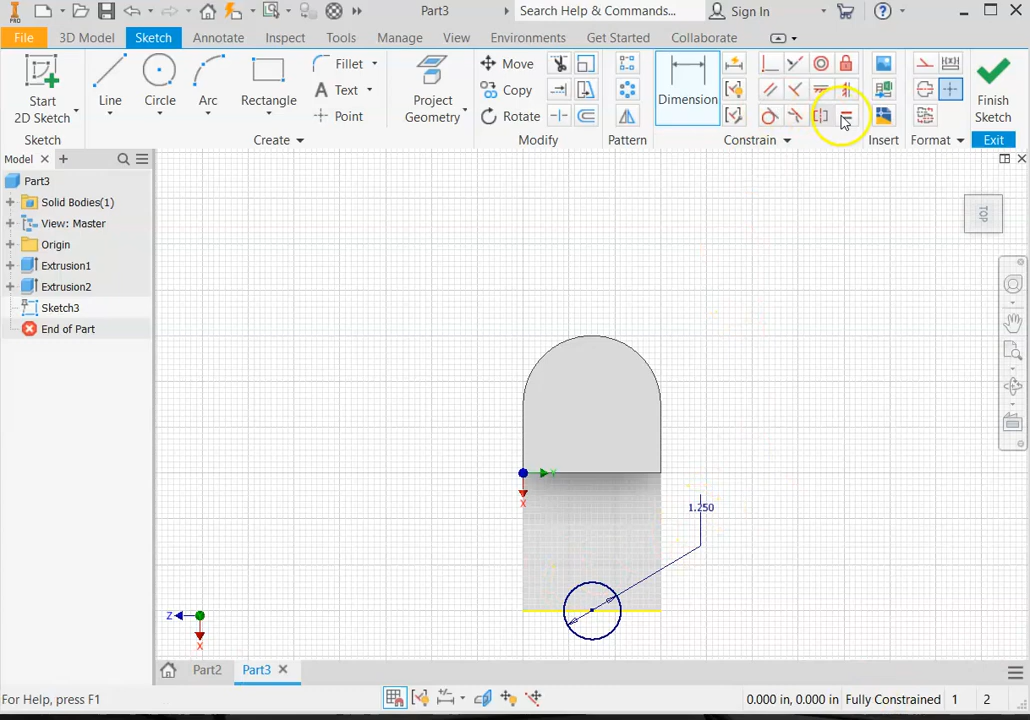 PRO
Part3
Search Help & Commands...
Sign In
File
3D Model
Sketch
Annotate
Inspect
Tools
Manage
View
Environments
Get Started
Collaborate
Start
2D Sketch
Line
Circle
Arc
Rectangle
Fillet
Text
Point
Project
Geometry
Move
Copy
Rotate
Dimension
Finish
Sketch
Sketch
Create
Modify
Pattern
Constrain
Insert
Format
Exit
Model
Part3
Solid Bodies(1)
View: Master
Origin
Extrusion1
Extrusion2
Sketch3
End of Part
TOP
Y
X
1.250
Z
X
Part2
Part3
For Help, press F1
0.000 in, 0.000 in
Fully Constrained
1
2